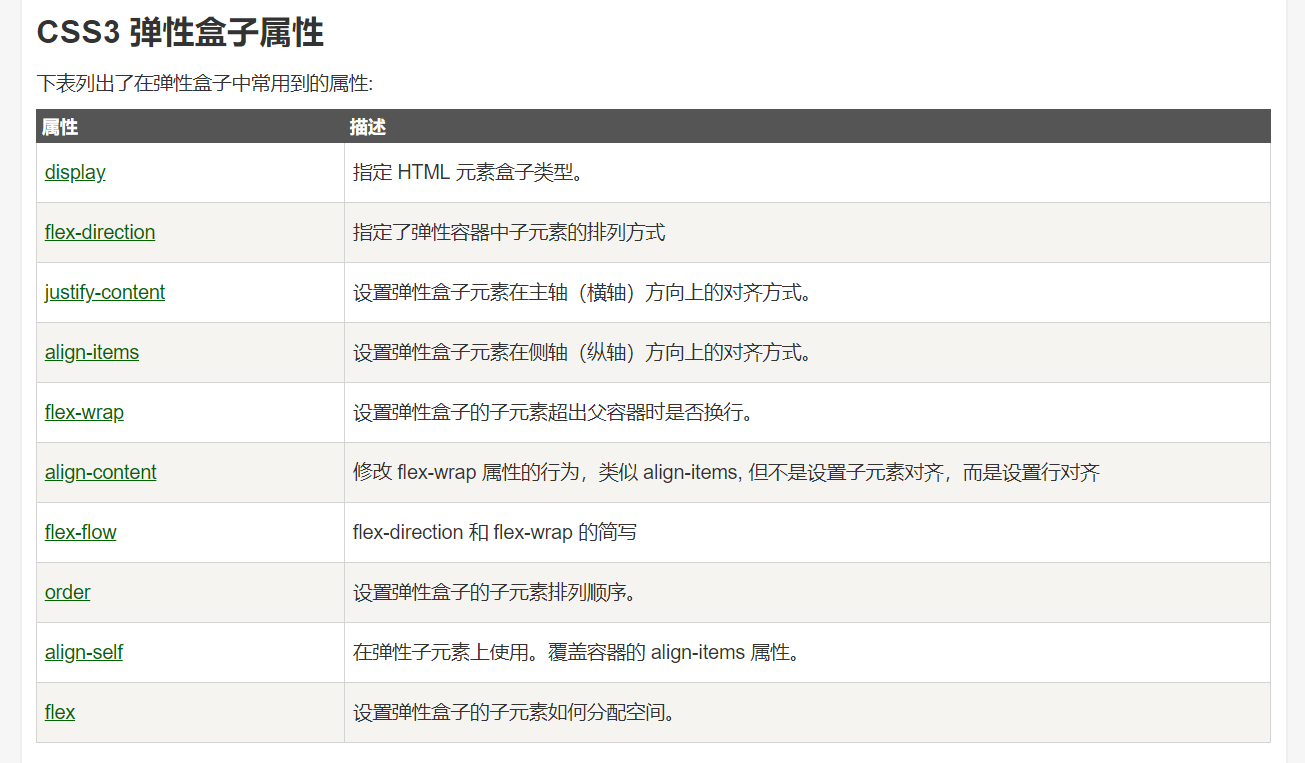 CSS3 弹性盒子属性
下表列出了在弹性盒子中常用到的属性:
属性 描述
display 指定 HTML 元素盒子类型。
flex-direction 指定了弹性容器中子元素的排列方式
justify-content 设置弹性盒子元素在主轴（横轴）方向上的对齐方式。
align-items 设置弹性盒子元素在侧轴（纵轴）方向上的对齐方式。
flex-wrap 设置弹性盒子的子元素超出父容器时是否换行。
align-content 修改 flex-wrap 属性的行为，类似 align-items, 但不是设置子元素对齐，而是设置行对齐
flex-flow flex-direction 和 flex-wrap 的简写
order 设置弹性盒子的子元素排列顺序。
align-self 在弹性子元素上使用。覆盖容器的 align-items 属性。
flex 设置弹性盒子的子元素如何分配空间。